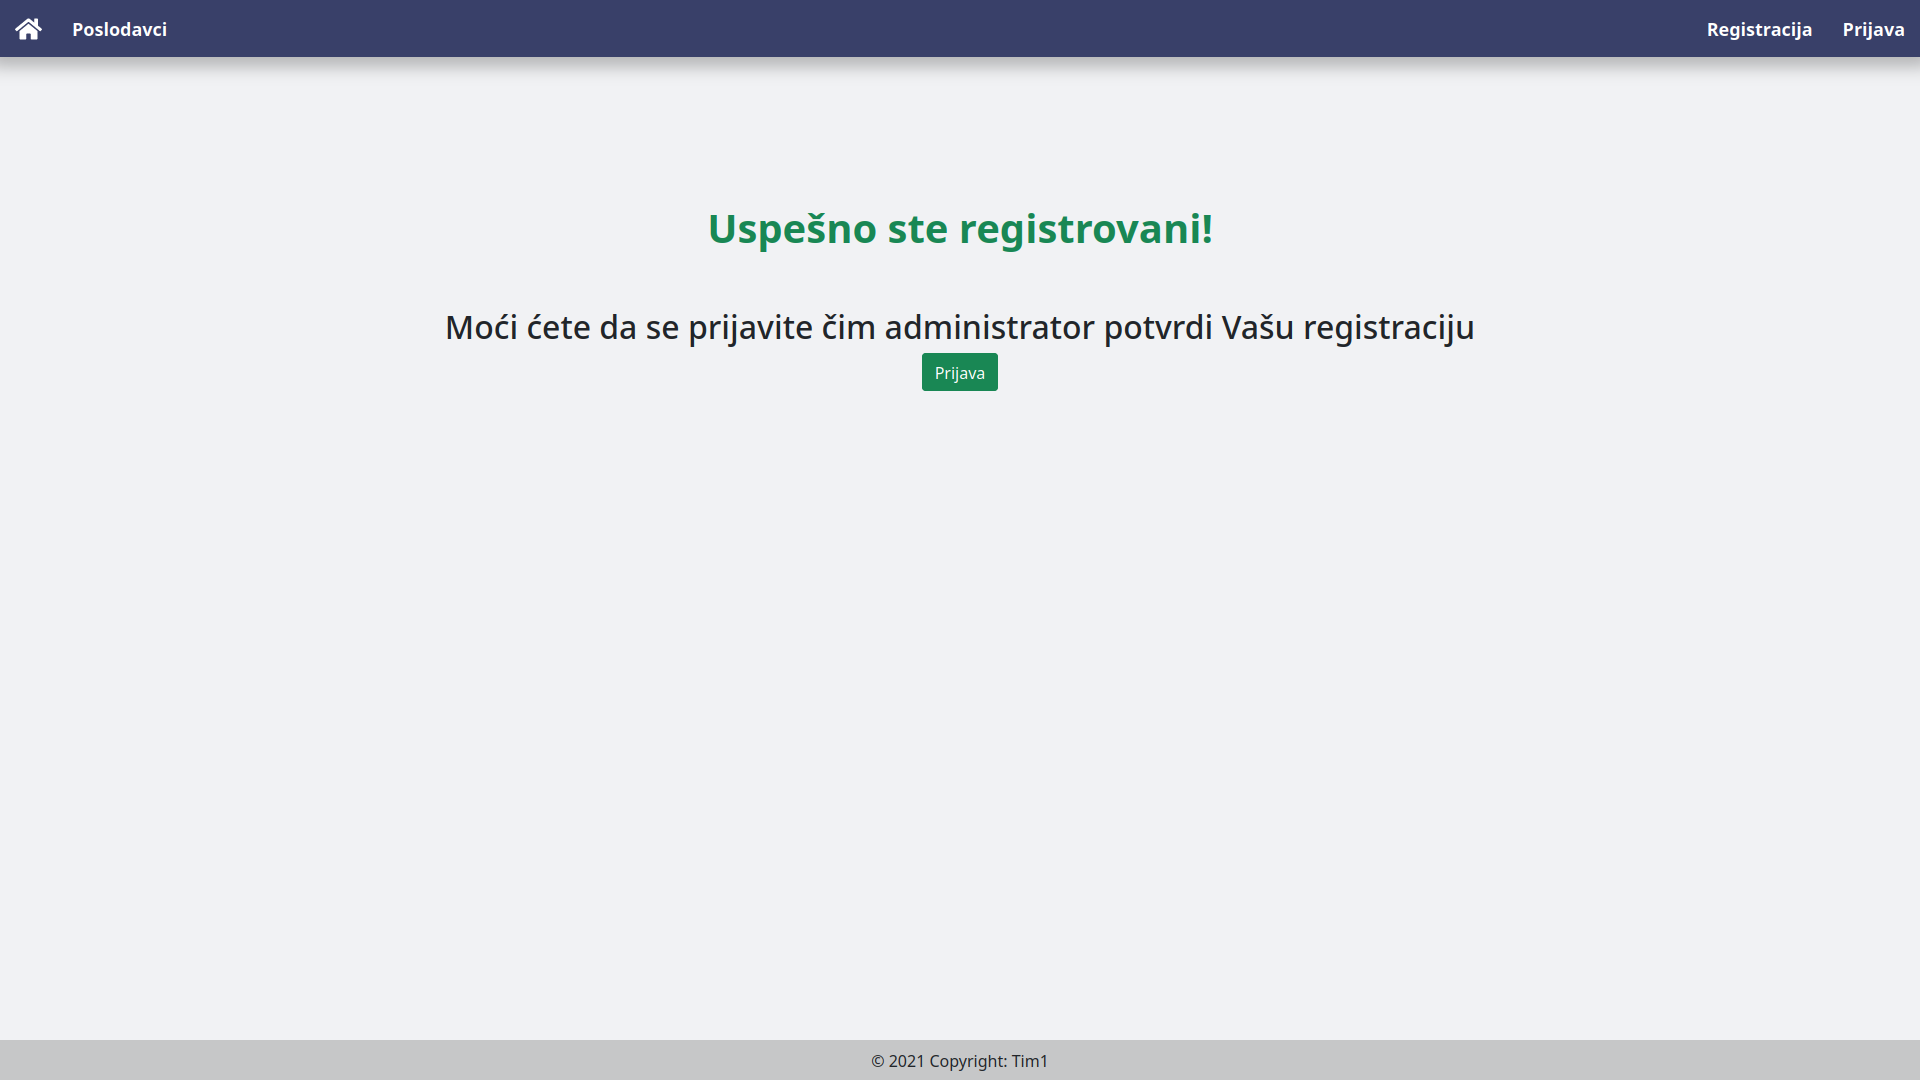 Poslodavci
Registracija
Prijava
Uspešno ste registrovani!
Moći ćete da se prijavite čim administrator potvrdi Vašu registraciju
Prijava
© 2021 Copyright: Tim1